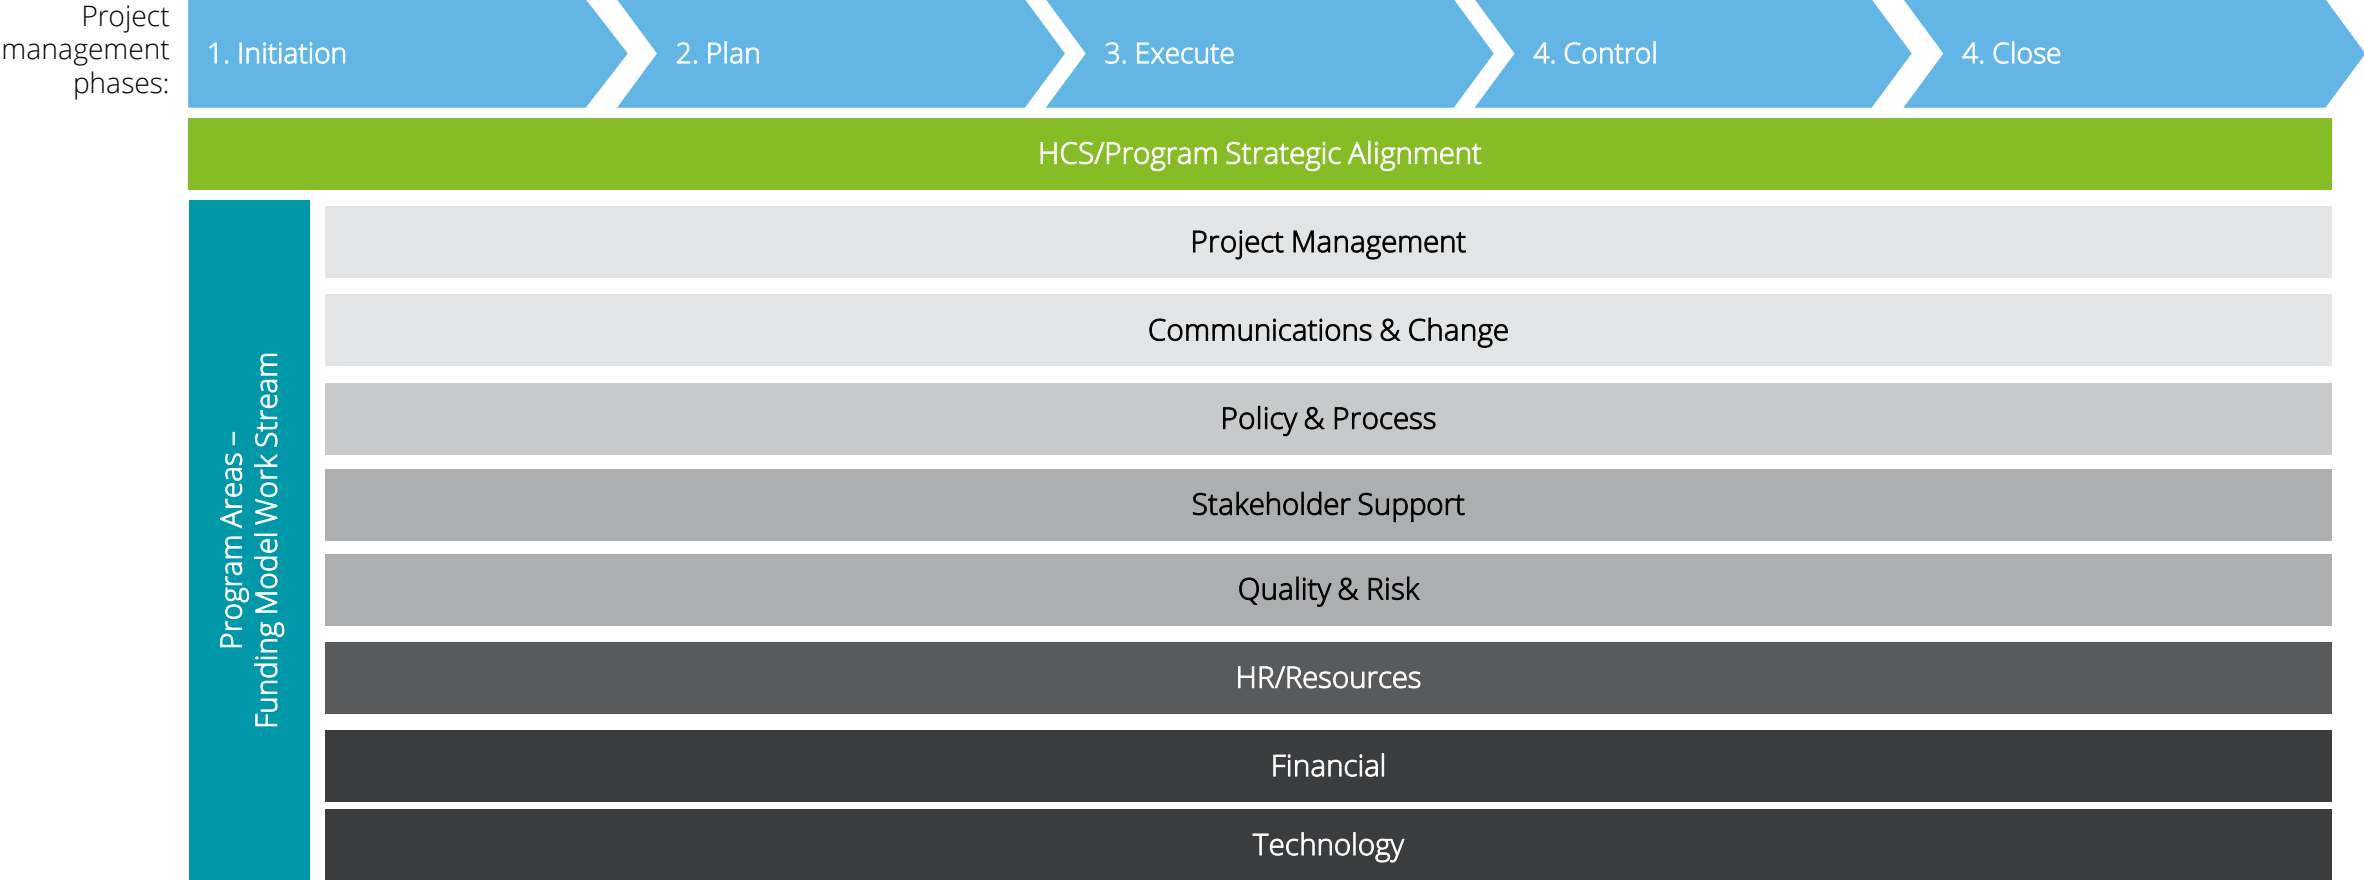 Project
management
phases:
1. Initiation
2. Plan
3. Execute
4. Control
4. Close
HCS/Program Strategic Alignment
Program Areas –
Funding Model Work Stream
Project Management
Communications & Change
Policy & Process
Stakeholder Support
Quality & Risk
HR/Resources
Financial
Technology